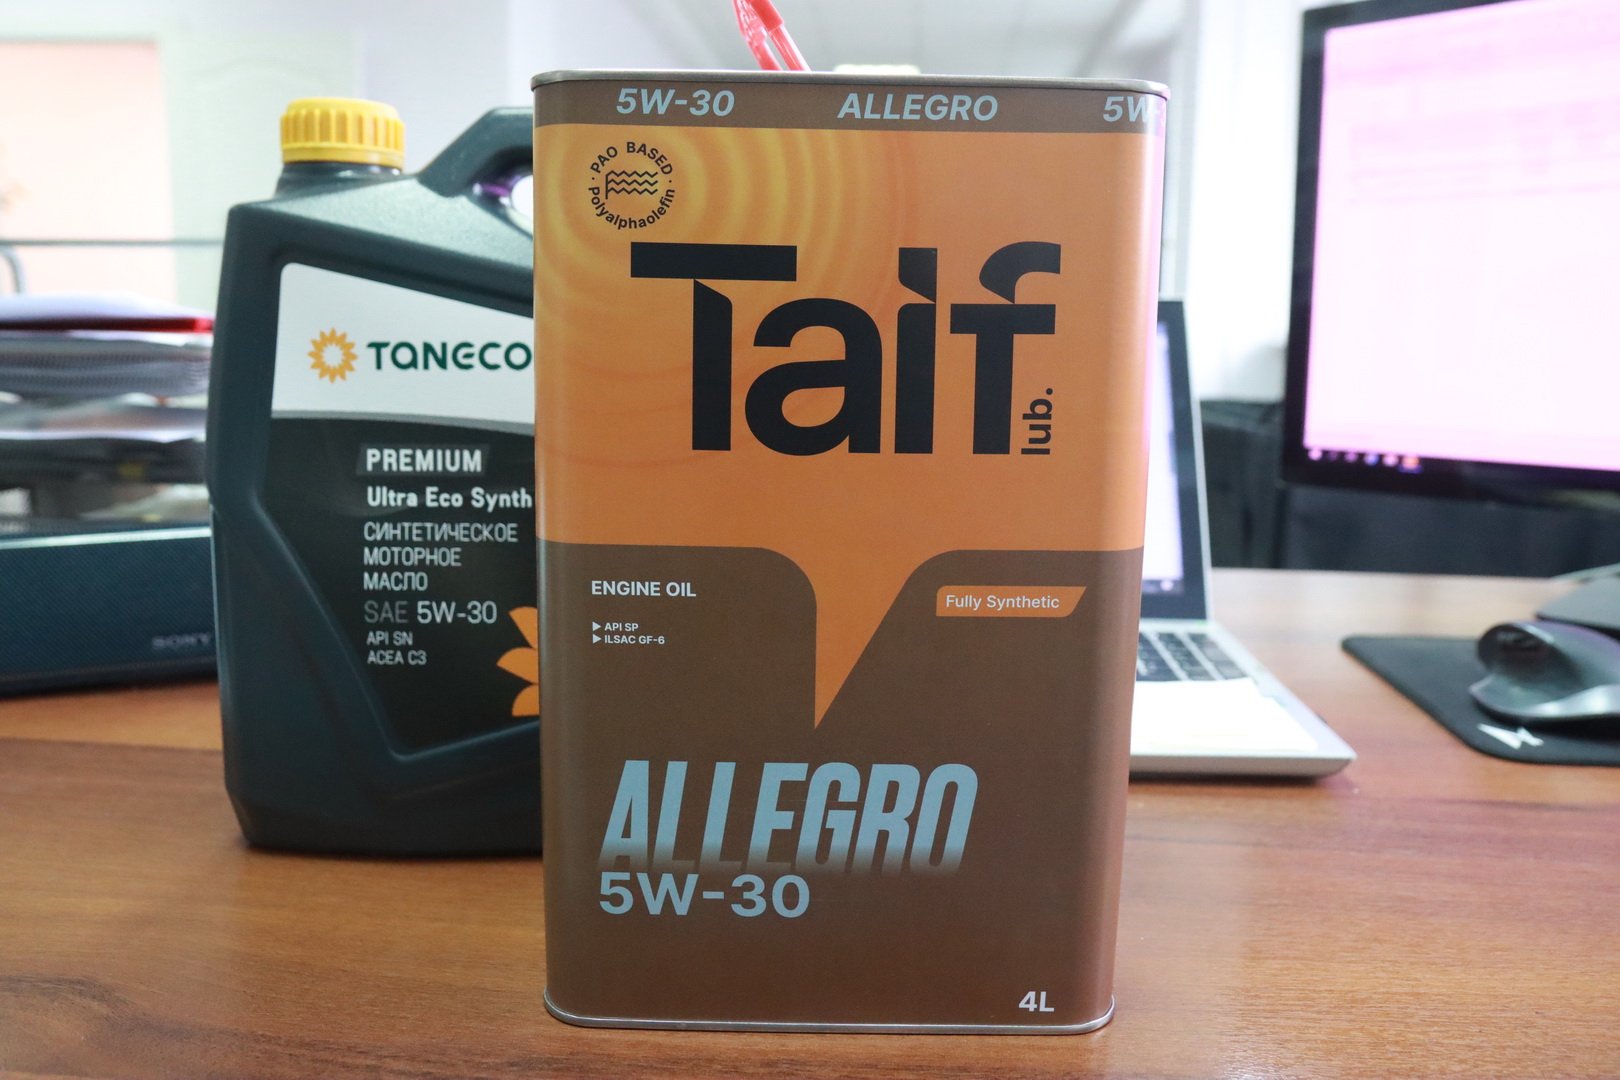 5W-30 ALLEGRO 5W-
PAO BASED
Polyalphaolefin
Taif
lub.
ENGINE OIL
Fully Synthetic
▶ API SP
▶ ILSAC GF-6
ALLEGRO
5W-30
4L
TANECO
PREMIUM
Ultra Eco Synth
СИНТЕТИЧЕСКОЕ
МОТОРНОЕ
МАСЛО
SAE 5W-30
API SN
ACEA C3
SONY